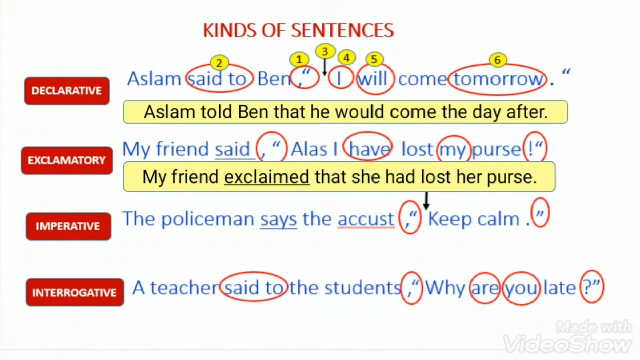 KINDS OF SENTENCES
2 1 3 4 5 6
DECLARATIVE
Aslam said to Ben ,“ I will come tomorrow . “
Aslam told Ben that he would come the day after.
EXCLAMATORY
My friend said , “ Alas I have lost my purse !“
My friend exclaimed that she had lost her purse.
IMPERATIVE
The policeman says the accust ,“ Keep calm . ”
INTERROGATIVE
A teacher said to the students ,“ Why are you late ?”
Made with
VideoShow